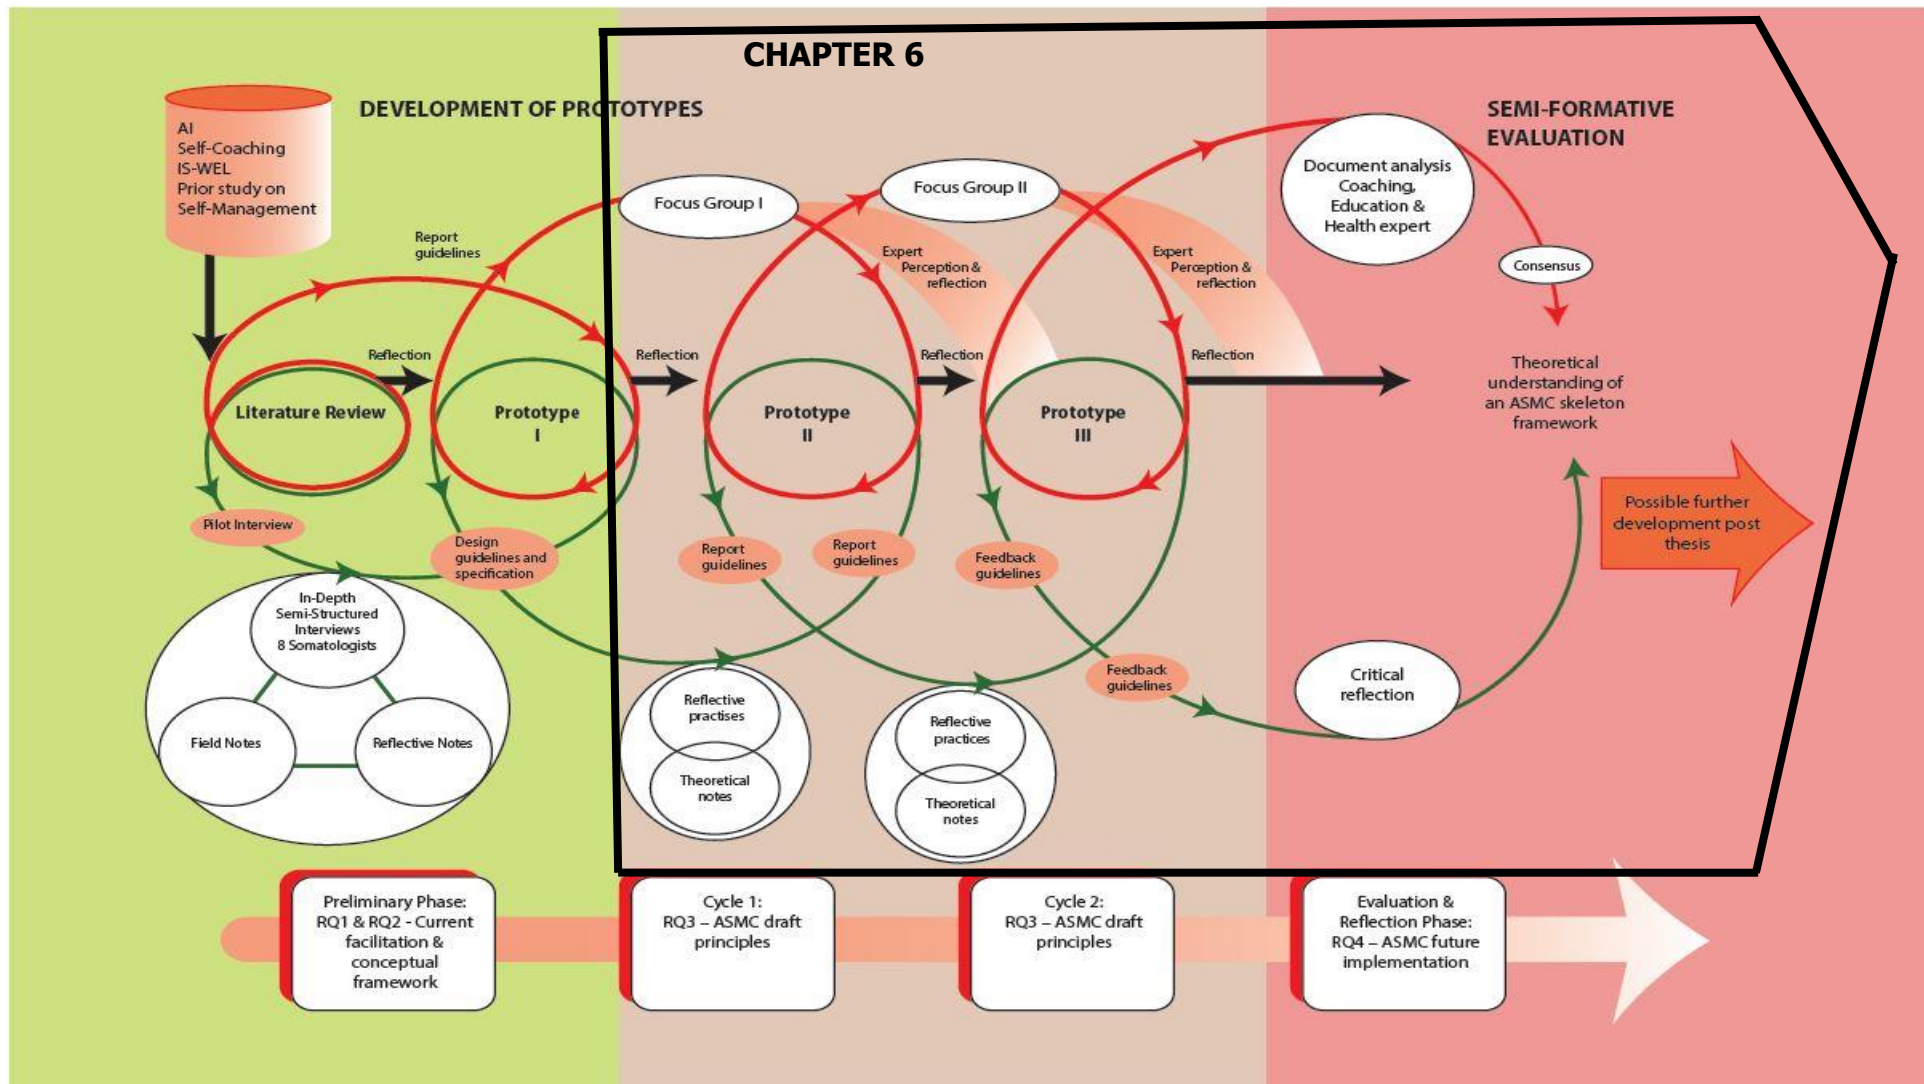 CHAPTER 6
DEVELOPMENT OF PROTOTYPES
SEMI-FORMATIVE
EVALUATION
AI
Self-Coaching
IS-WEL
Prior study on
Self-Management
Report
guidelines
Focus Group I
Focus Group II
Expert
Perception &
reflection
Expert
Perception &
reflection
Document analysis
Coaching,
Education &
Health expert
Consensus
Reflection
Reflection
Reflection
Reflection
Literature Review
Prototype
I
Prototype
II
Prototype
III
Theoretical
understanding of
an ASMC skeleton
framework
Pilot Interview
Design
guidelines and
specification
Report
guidelines
Report
guidelines
Feedback
guidelines
Possible further
development post
thesis
In-Depth
Semi-Structured
Interviews
8 Somatologists
Field Notes
Reflective Notes
Reflective
practises
Theoretical
notes
Reflective
practices
Theoretical
notes
Feedback
guidelines
Critical
reflection
Preliminary Phase:
RQ1 & RQ2 - Current
facilitation &
conceptual
framework
Cycle 1:
RQ3 – ASMC draft
principles
Cycle 2:
RQ3 – ASMC draft
principles
Evaluation &
Reflection Phase:
RQ4 – ASMC future
implementation